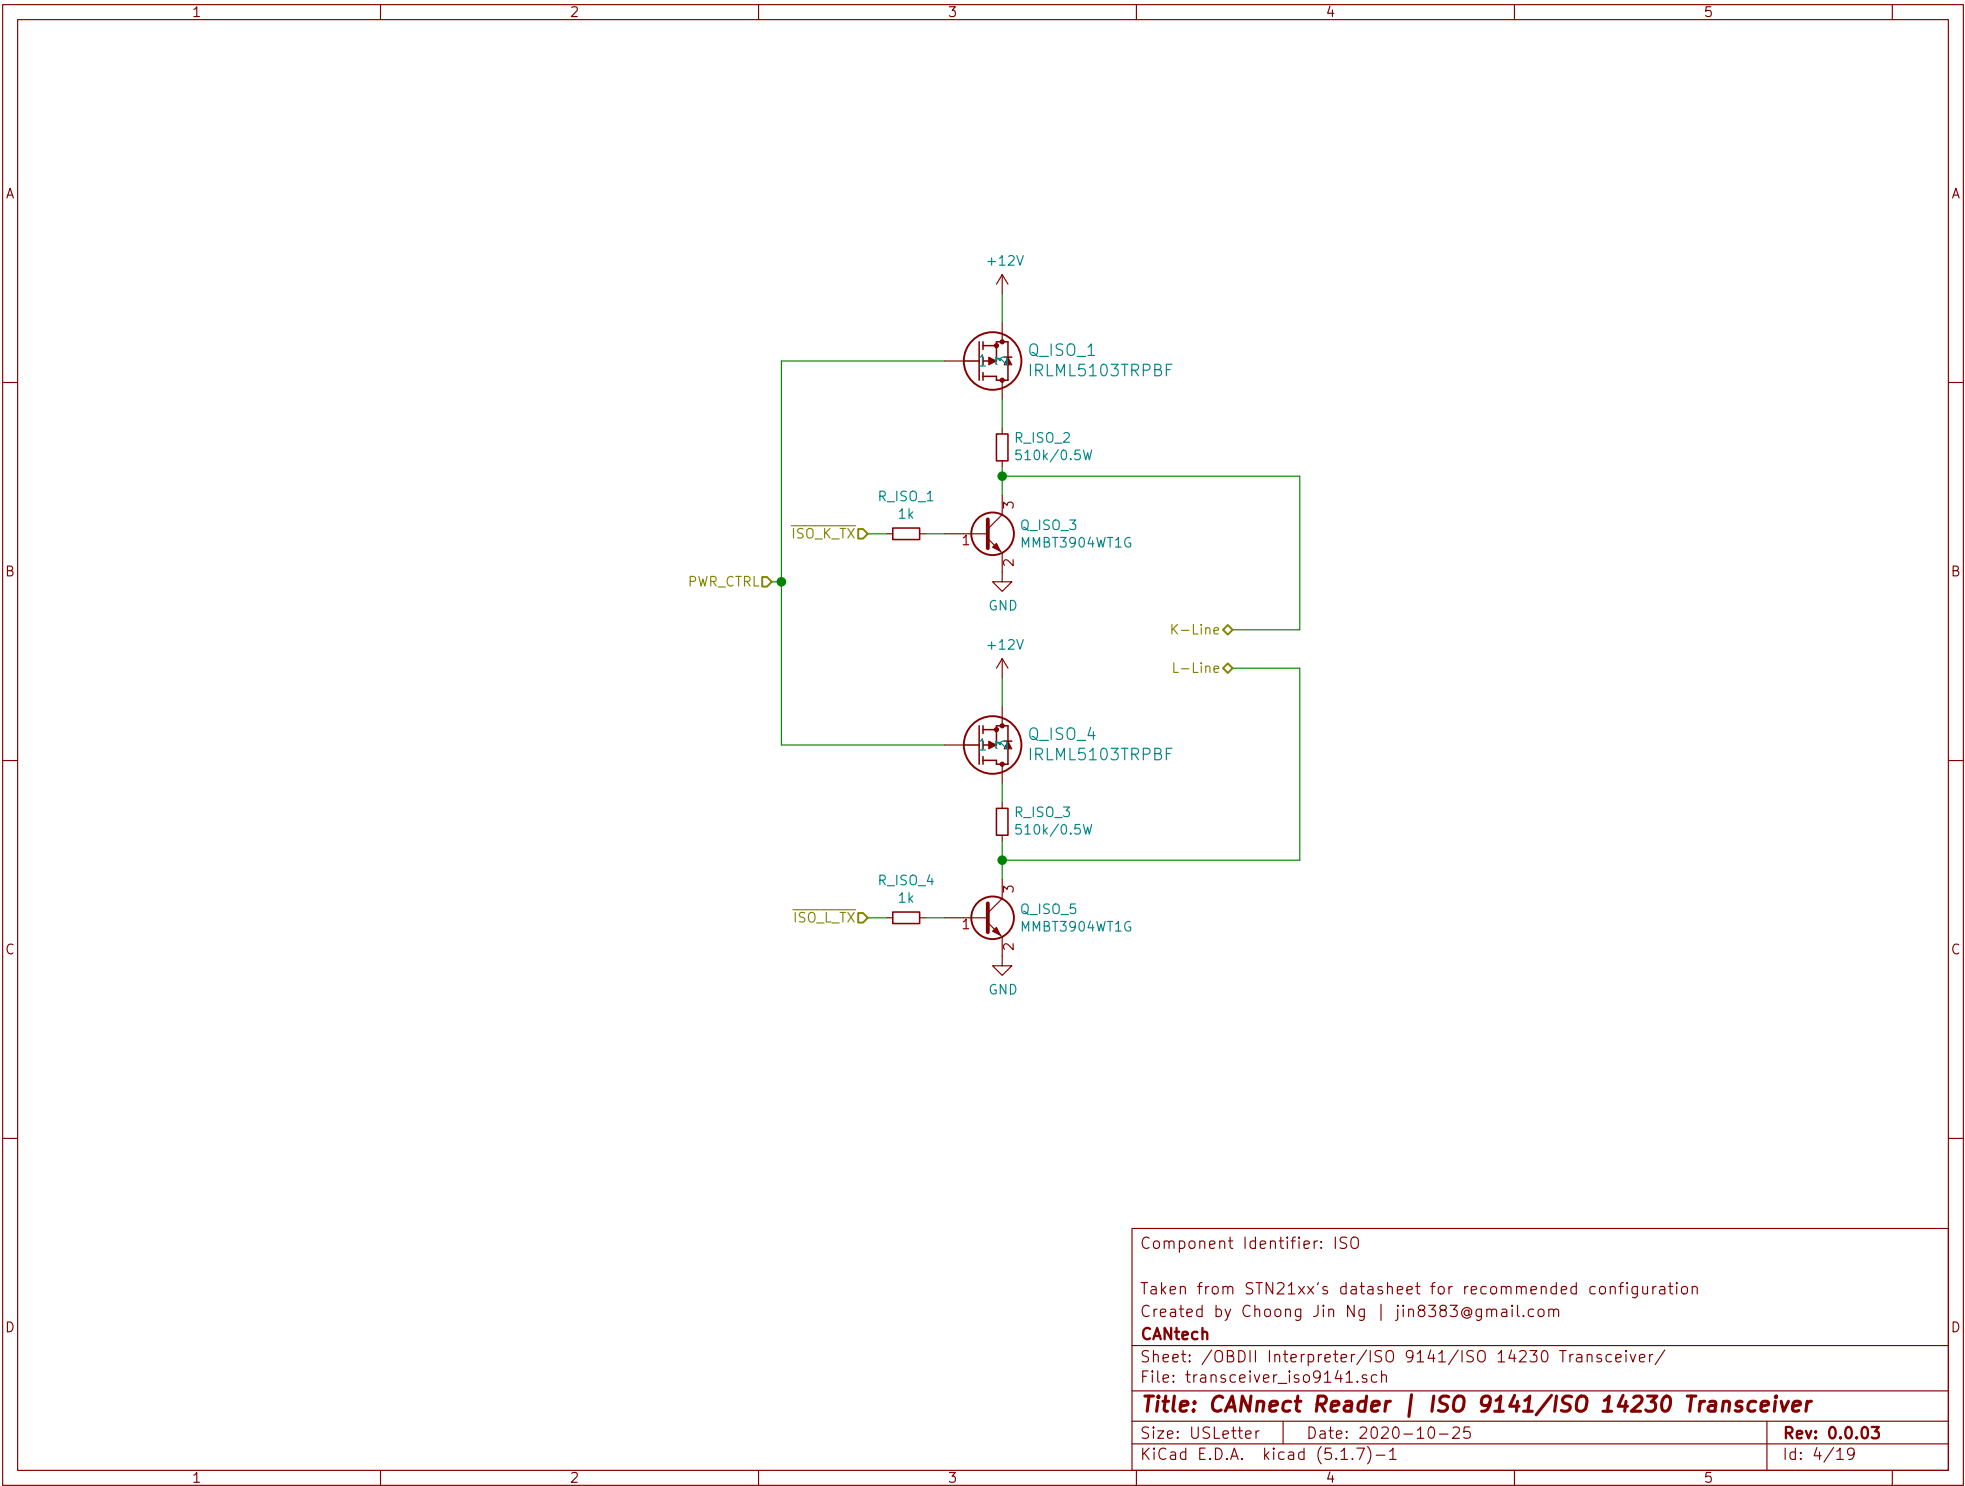 1 2 3 4 5
A A
+12V
Q_ISO_1
1
2
IRLML5103TRPBF
R_ISO_2
510k/0.5W
R_ISO_1
1k
3
ISO_K_TX
1
Q_ISO_3
MMBT3904WT1G
2
GND
B B
PWR_CTRL
K-Line
L-Line
+12V
Q_ISO_4
1
2
IRLML5103TRPBF
R_ISO_3
510k/0.5W
R_ISO_4
1k
3
ISO_L_TX
1
Q_ISO_5
MMBT3904WT1G
2
GND
C C
D D
Component Identifier: ISO
Taken from STN21xx's datasheet for recommended configuration
Created by Choong Jin Ng | jin8383@gmail.com
CANtech
Sheet: /OBDII Interpreter/ISO 9141/ISO 14230 Transceiver/
File: transceiver_iso9141.sch
Title: CANnect Reader | ISO 9141/ISO 14230 Transceiver
Size: USLetter Date: 2020-10-25 Rev: 0.0.03
KiCad E.D.A. kicad (5.1.7)-1 Id: 4/19
1 2 3 4 5